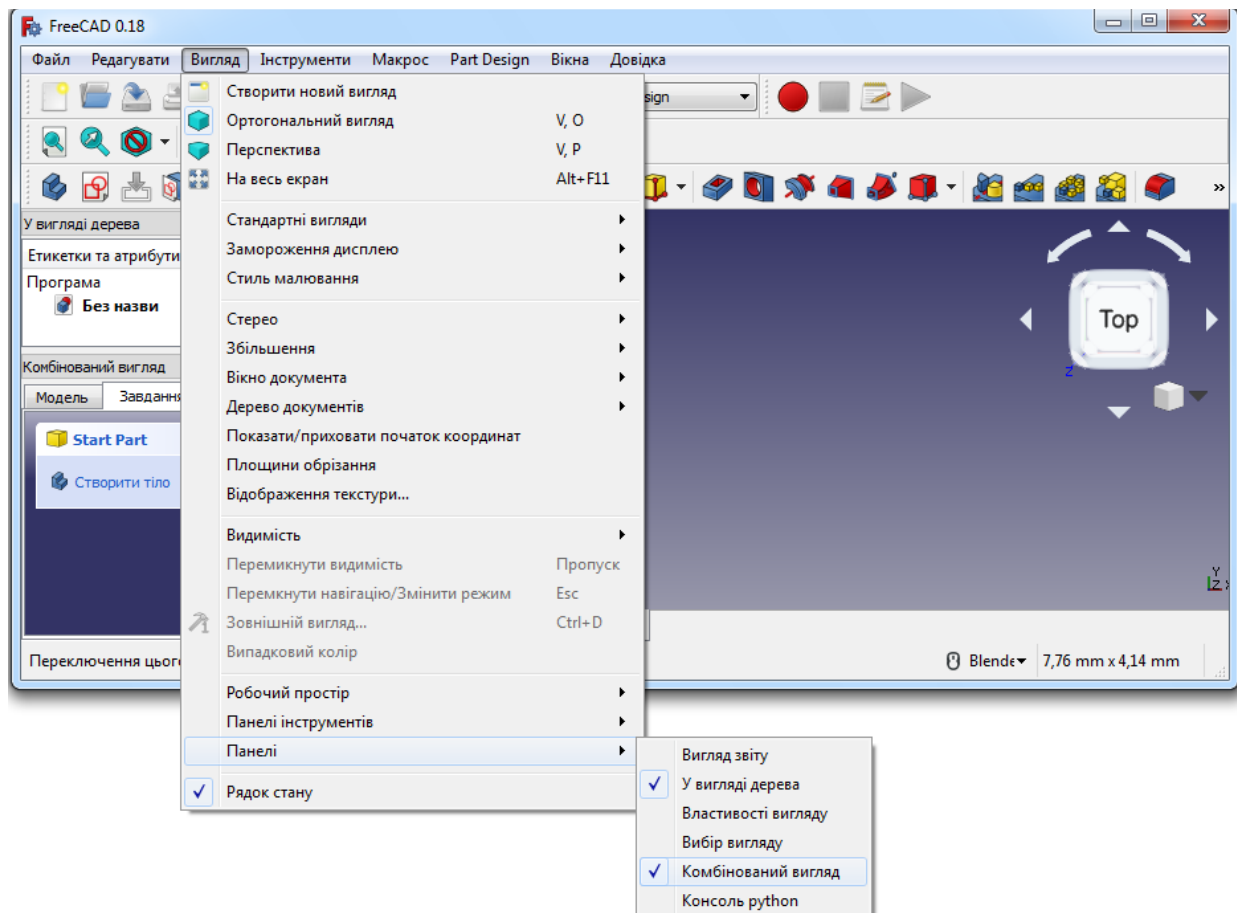 FreeCAD 0.18
Файл Редагувати Вигляд Інструменти Макрос Part Design Вікна Довідка
Створити новий вигляд
Ортогональний вигляд V, O
Перспектива V, P
На весь екран Alt+F11
Стандартні вигляди
Замороження дисплею
Стиль малювання
Стерео
Збільшення
Вікно документа
Дерево документів
Показати/приховати початок координат
Площини обрізання
Відображення текстури...
Видимість
Перемикнути видимість Пропуск
Перемкнути навігацію/Змінити режим Esc
Зовнішній вигляд... Ctrl+D
Випадковий колір
Робочий простір
Панелі інструментів
Панелі
Рядок стану
Вигляд звіту
У вигляді дерева
Властивості вигляду
Вибір вигляду
Комбінований вигляд
Консоль python
sign
»
У вигляді дерева
Етикетки та атрибути
Програма
Без назви
Комбінований вигляд
Модель Завдання
Start Part
Створити тіло
Top
Z
Y
Z
Переключення цього
Blende 7,76 mm x 4,14 mm